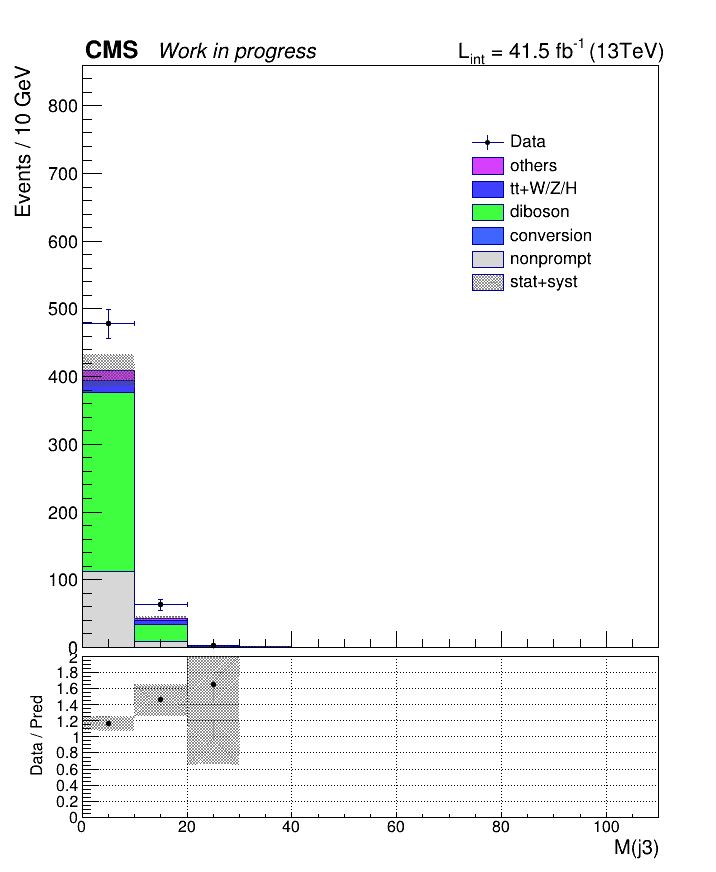 CMS Work in progress L_int = 41.5 fb^-1 (13TeV)
Events / 10 GeV
800
700
600
500
400
300
200
100
0
Data
others
tt+W/Z/H
diboson
conversion
nonprompt
stat+syst
Data / Pred
2
1.8
1.6
1.4
1.2
1
0.8
0.6
0.4
0.2
0
0 20 40 60 80 100
M(j3)